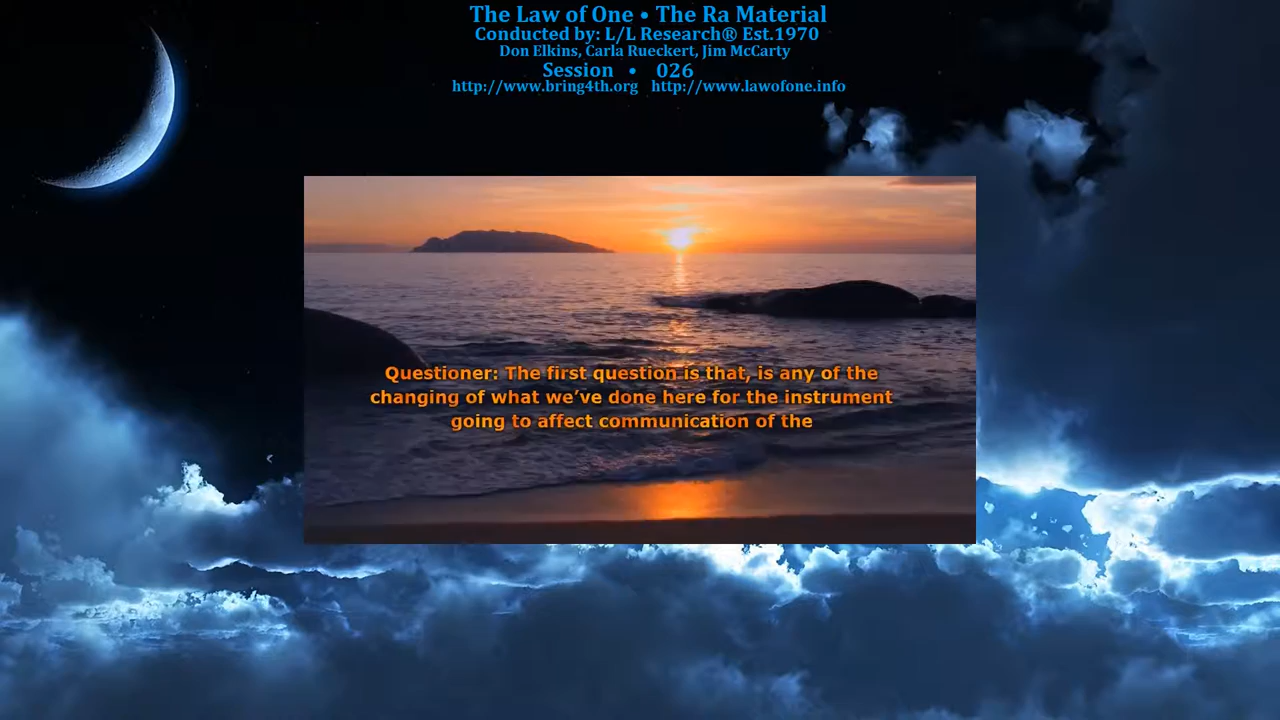 The Law of One • The Ra Material
Conducted by: L/L Research® Est.1970
Don Elkins, Carla Rueckert, Jim McCarty
Session • 026
http://www.bring4th.org http://www.lawofone.info
Questioner: The first question is that, is any of the
changing of what we’ve done here for the instrument
going to affect communication of the